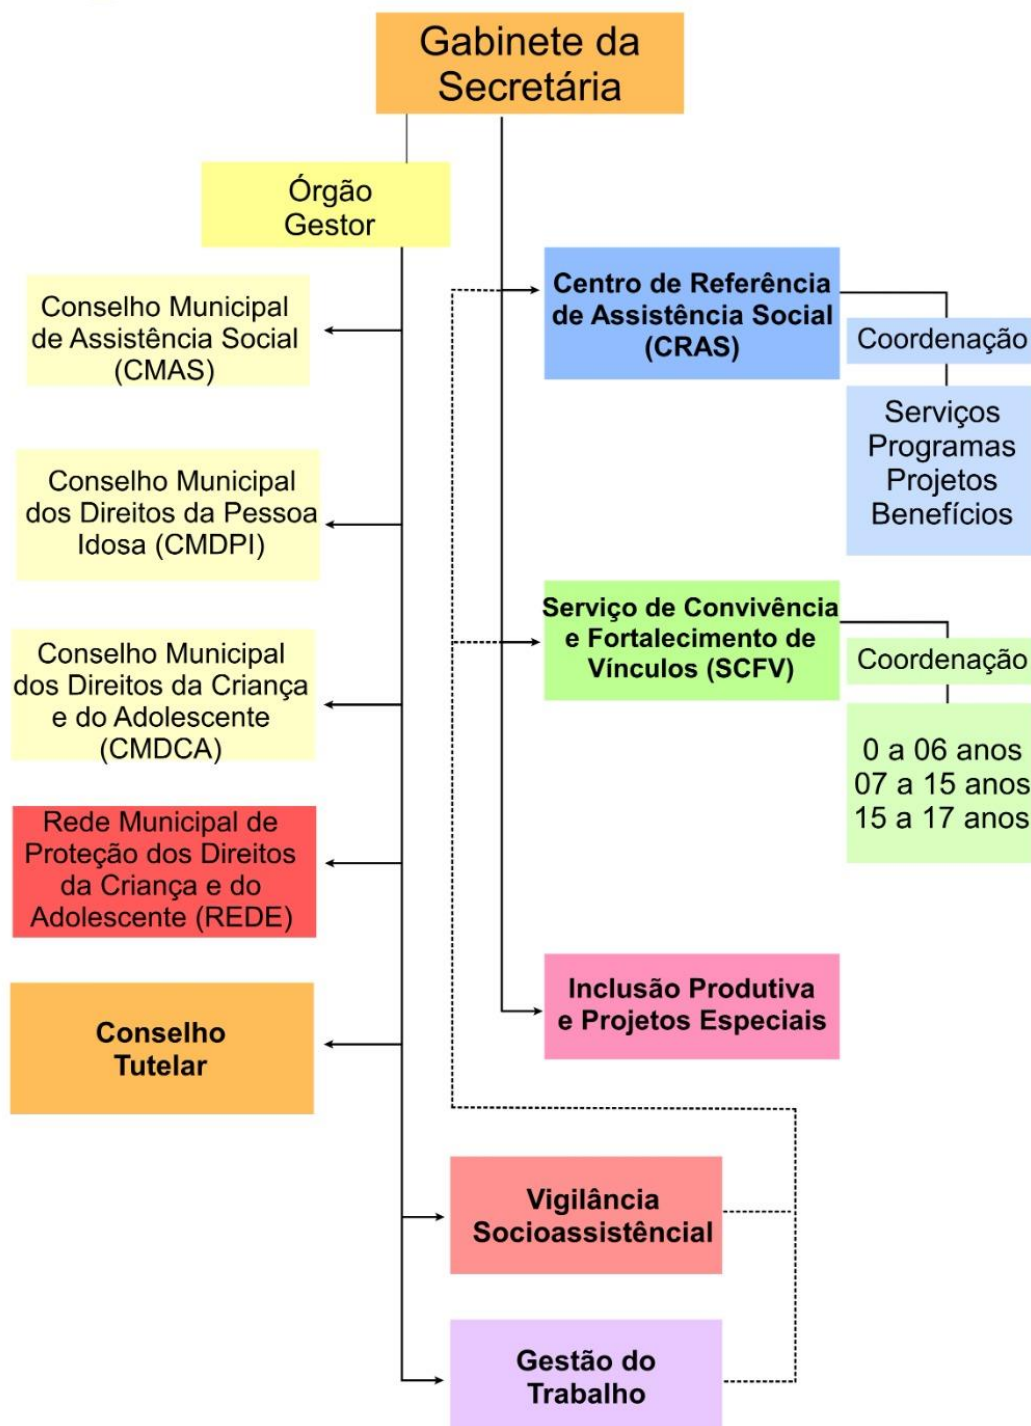 Gabinete da
Secretária
Órgão
Gestor
Conselho Municipal
de Assistência Social
(CMAS)
Conselho Municipal
dos Direitos da Pessoa
Idosa (CMDPI)
Conselho Municipal
dos Direitos da Criança
e do Adolescente
(CMDCA)
Rede Municipal de
Proteção dos Direitos
da Criança e do
Adolescente (REDE)
Conselho
Tutelar
Centro de Referência
de Assistência Social
(CRAS)
Coordenação
Serviços
Programas
Projetos
Benefícios
Serviço de Convivência
e Fortalecimento de
Vínculos (SCFV)
Coordenação
0 a 06 anos
07 a 15 anos
15 a 17 anos
Inclusão Produtiva
e Projetos Especiais
Vigilância
Socioassistêncial
Gestão do
Trabalho